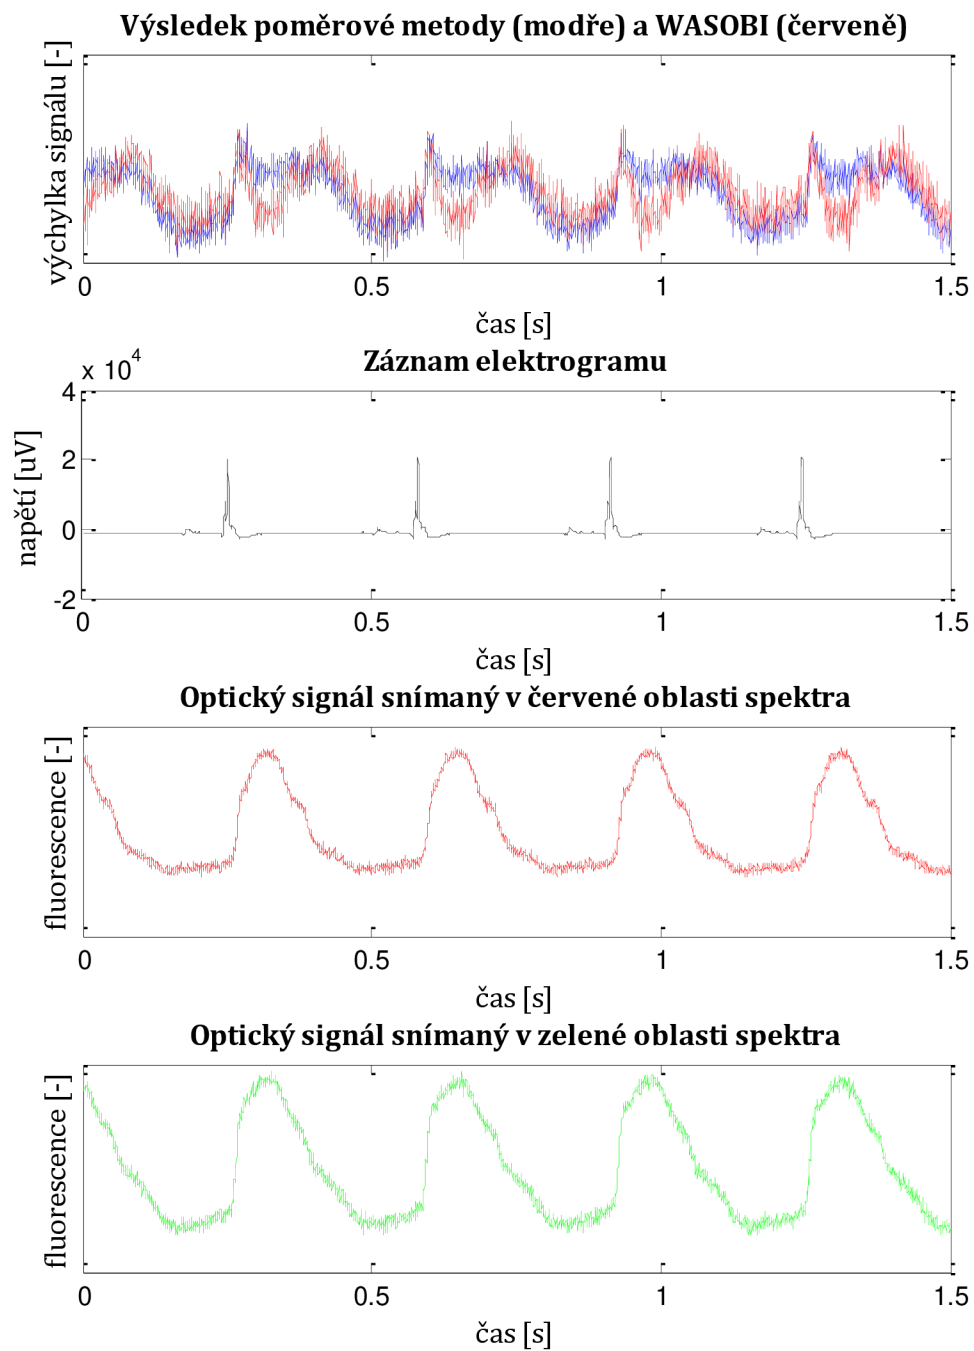 Výsledek poměrové metody (modře) a WASOBI (červeně)
výchylka signálu [-]
0 0.5 1 1.5
čas [s]
Záznam elektrogramu
x 10^4
napětí [uV]
4
2
0
-2
0 0.5 1 1.5
čas [s]
Optický signál snímaný v červené oblasti spektra
fluorescence [-]
0 0.5 1 1.5
čas [s]
Optický signál snímaný v zelené oblasti spektra
fluorescence [-]
0 0.5 1 1.5
čas [s]